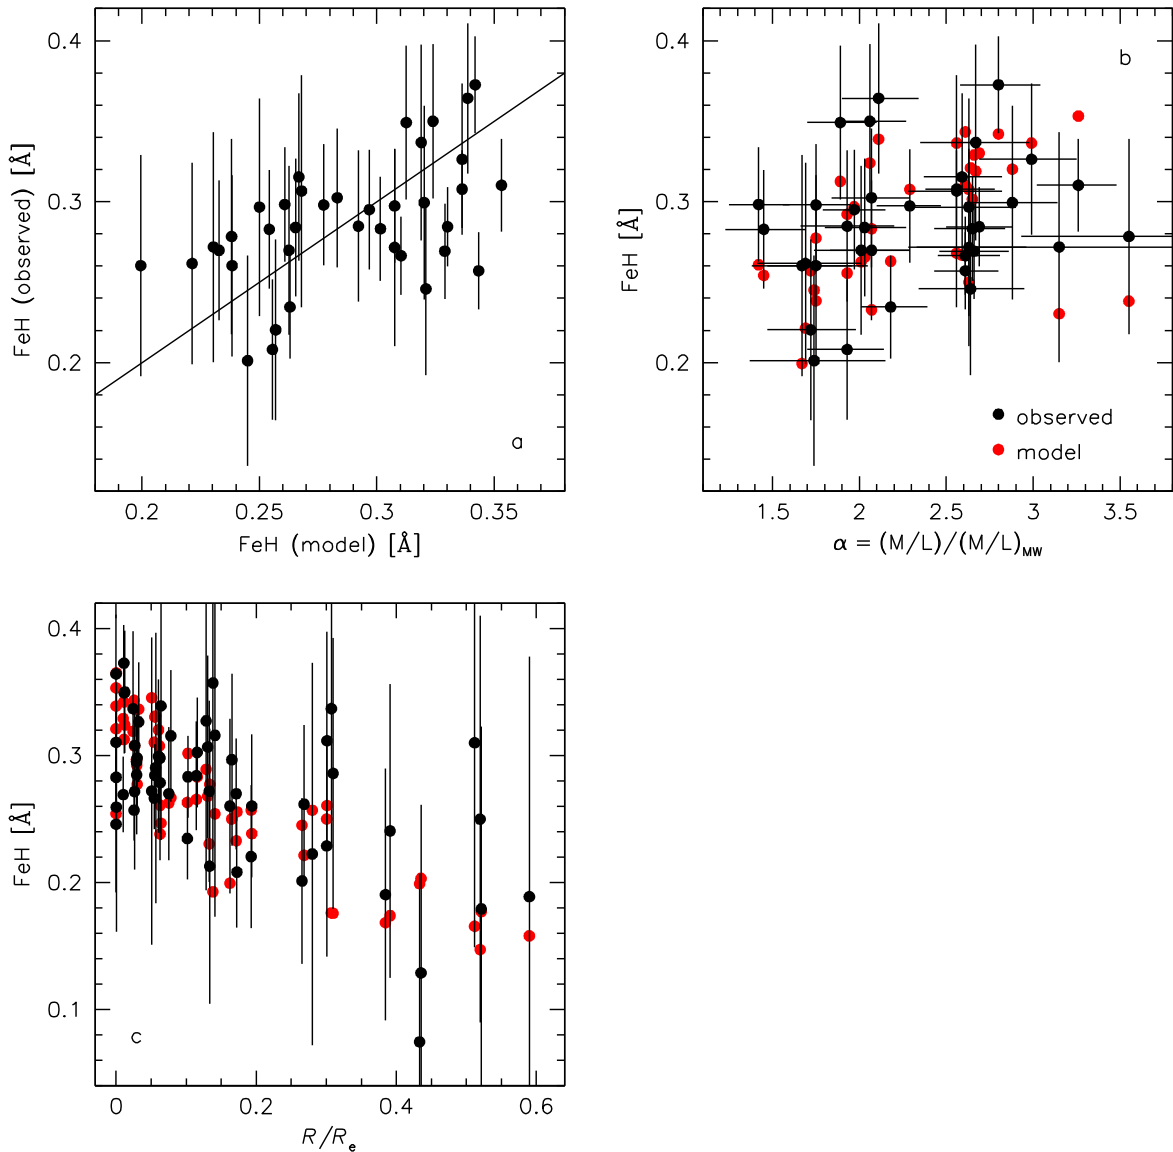 0.4
0.3
0.2
FeH (observed) [Å]
a
0.2
0.25
0.3
0.35
FeH (model) [Å]
0.4
0.3
0.2
FeH [Å]
b
observed
model
1.5
2
2.5
3
3.5
α = (M/L)/(M/L)MW
0.4
0.3
0.2
0.1
FeH [Å]
c
0
0.2
0.4
0.6
R/Re